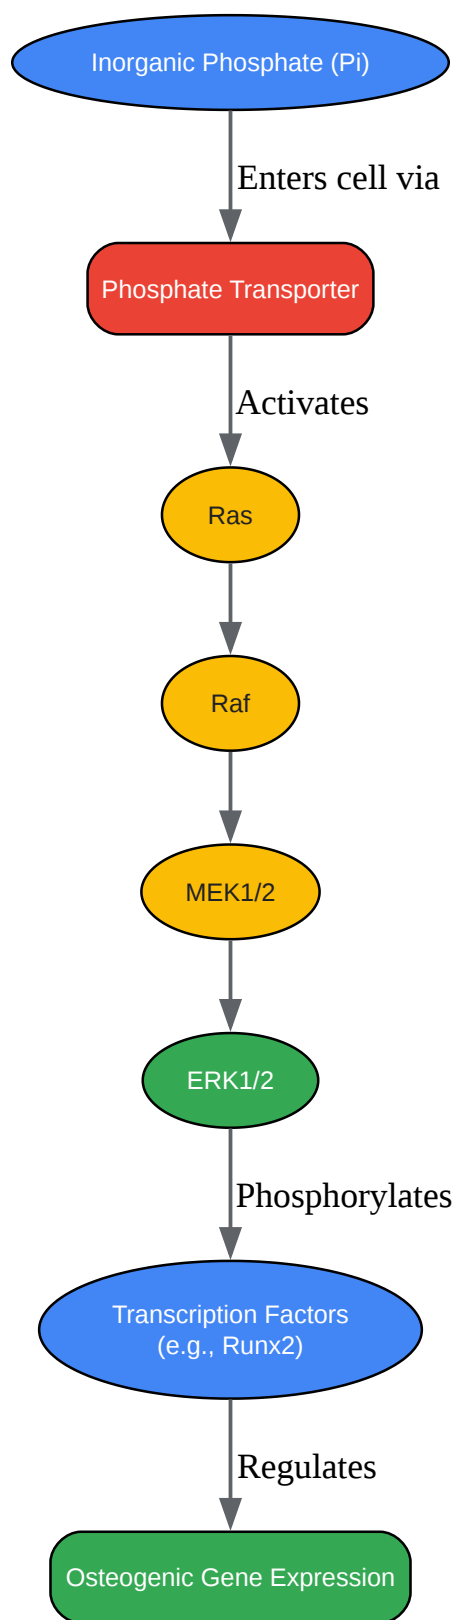 Inorganic Phosphate (Pi)
Enters cell via
Phosphate Transporter
Activates
Ras
Raf
MEK1/2
ERK1/2
Phosphorylates
Transcription Factors
(e.g., Runx2)
Regulates
Osteogenic Gene Expression